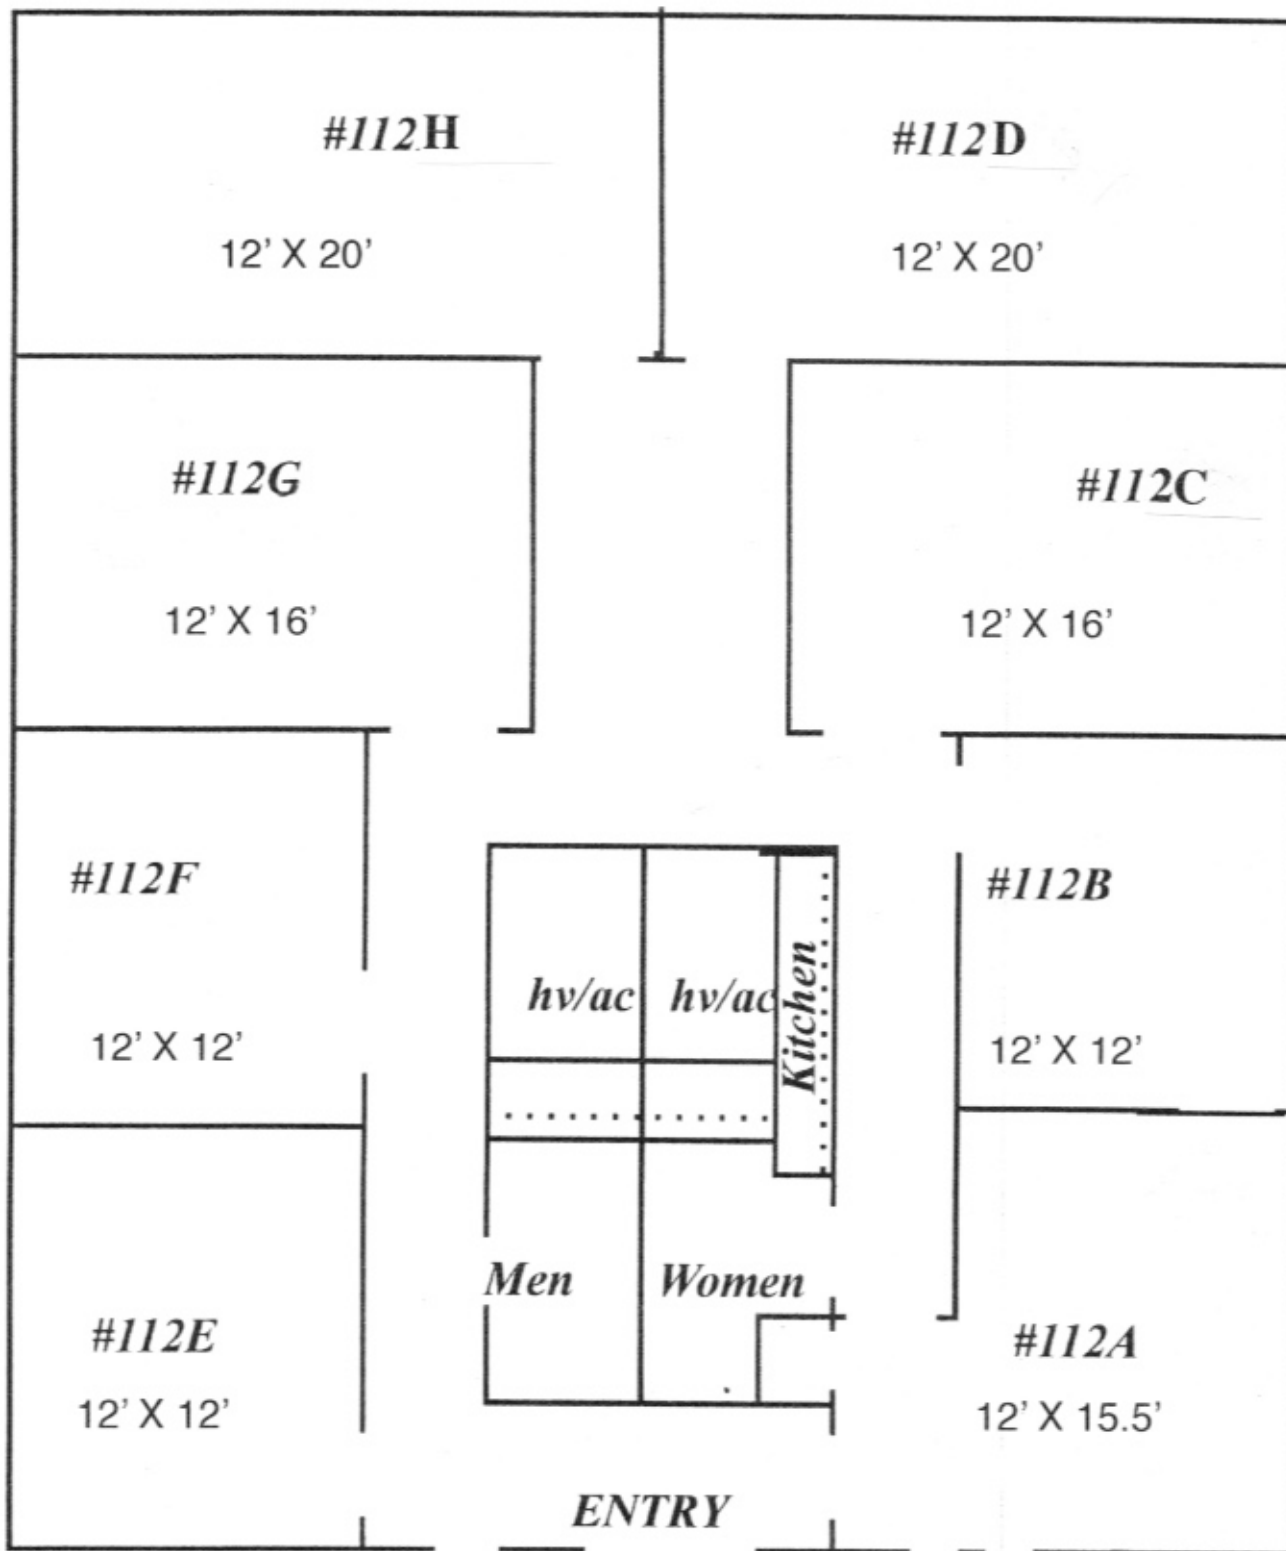 #112H
#112D
12’ X 20’
12’ X 20’
#112G
#112C
12’ X 16’
12’ X 16’
#112F
#112B
hv/ac
hv/ac
Kitchen
12’ X 12’
12’ X 12’
Men
Women
#112E
#112A
12’ X 12’
12’ X 15.5’
ENTRY